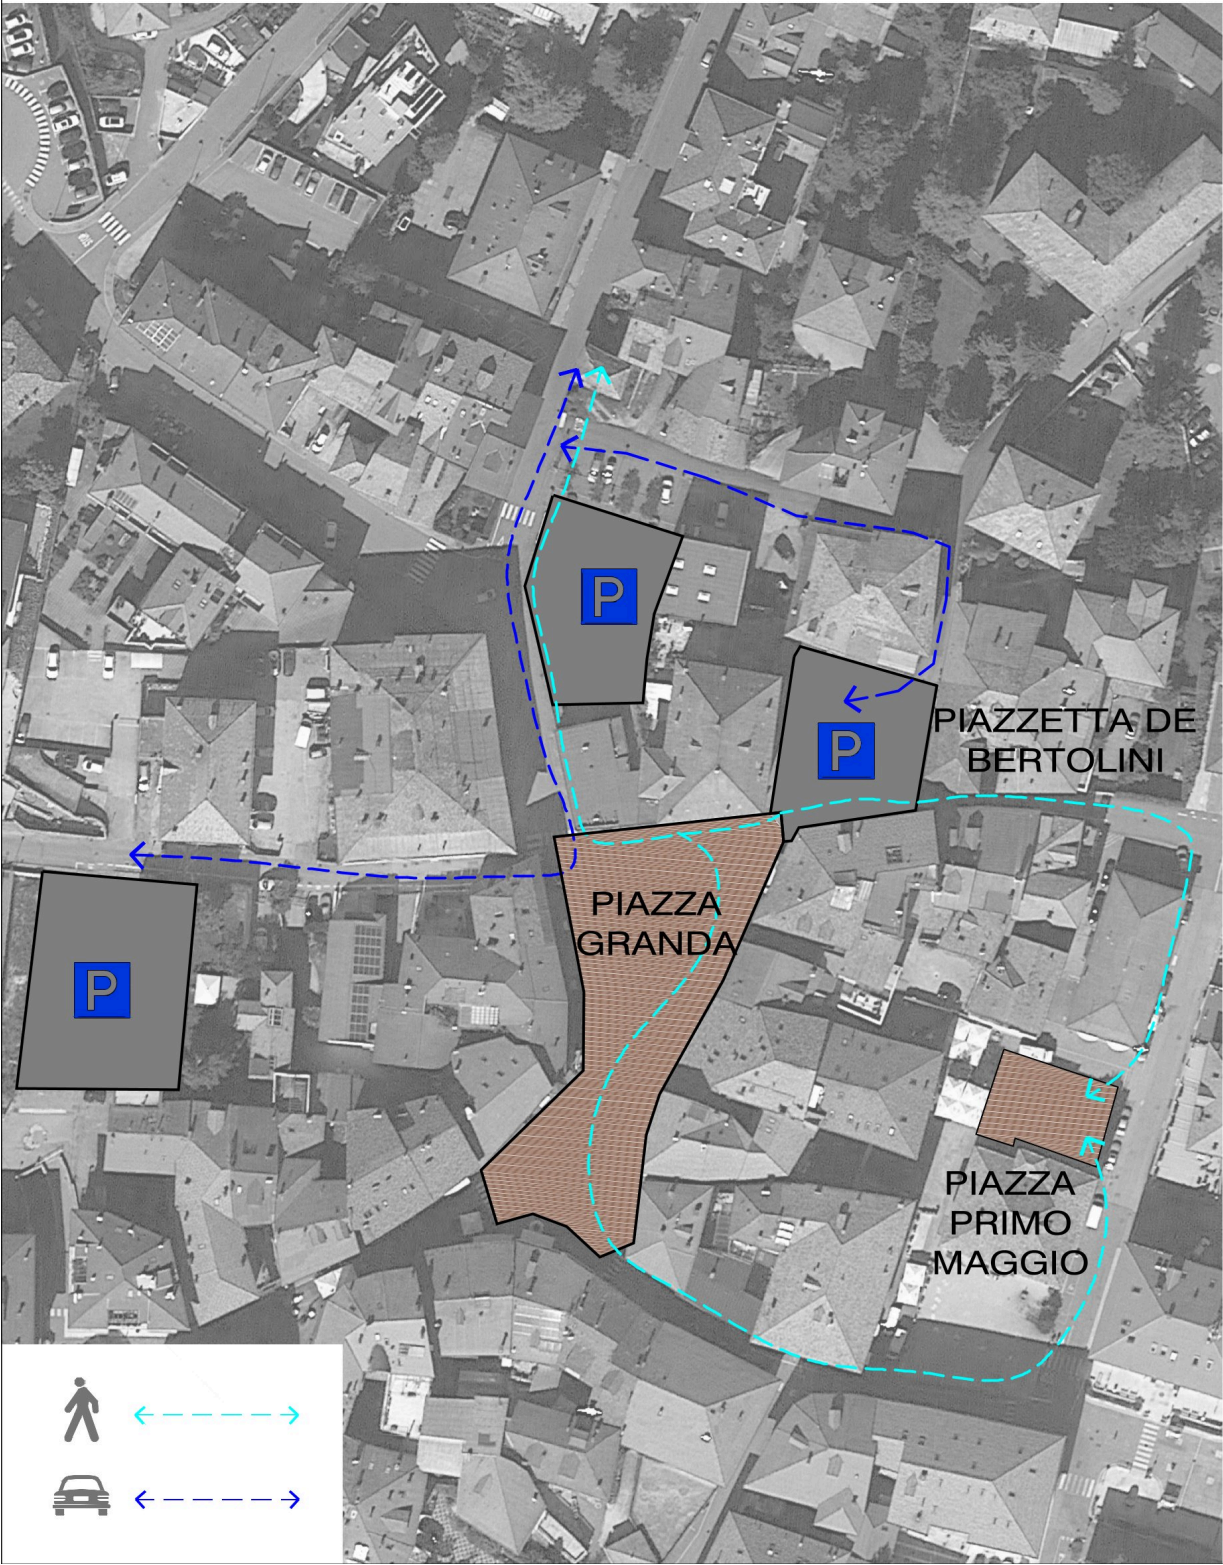 P
P
PIAZZETTA DE
BERTOLINI
PIAZZA
GRANDA
P
PIAZZA
PRIMO
MAGGIO